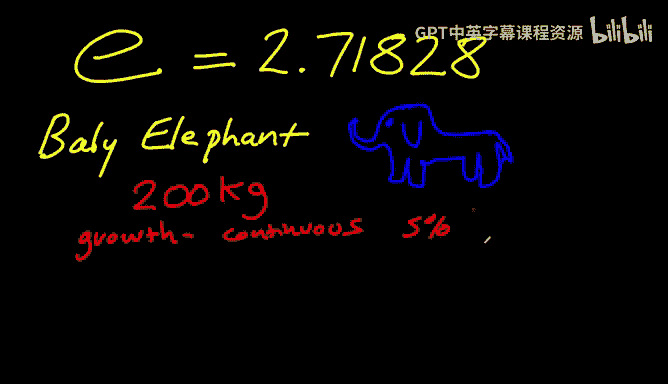 GPT中英字幕课程资源 bilibili
e = 2.71828
Baby Elephant
200kg
growth- continuous 5%